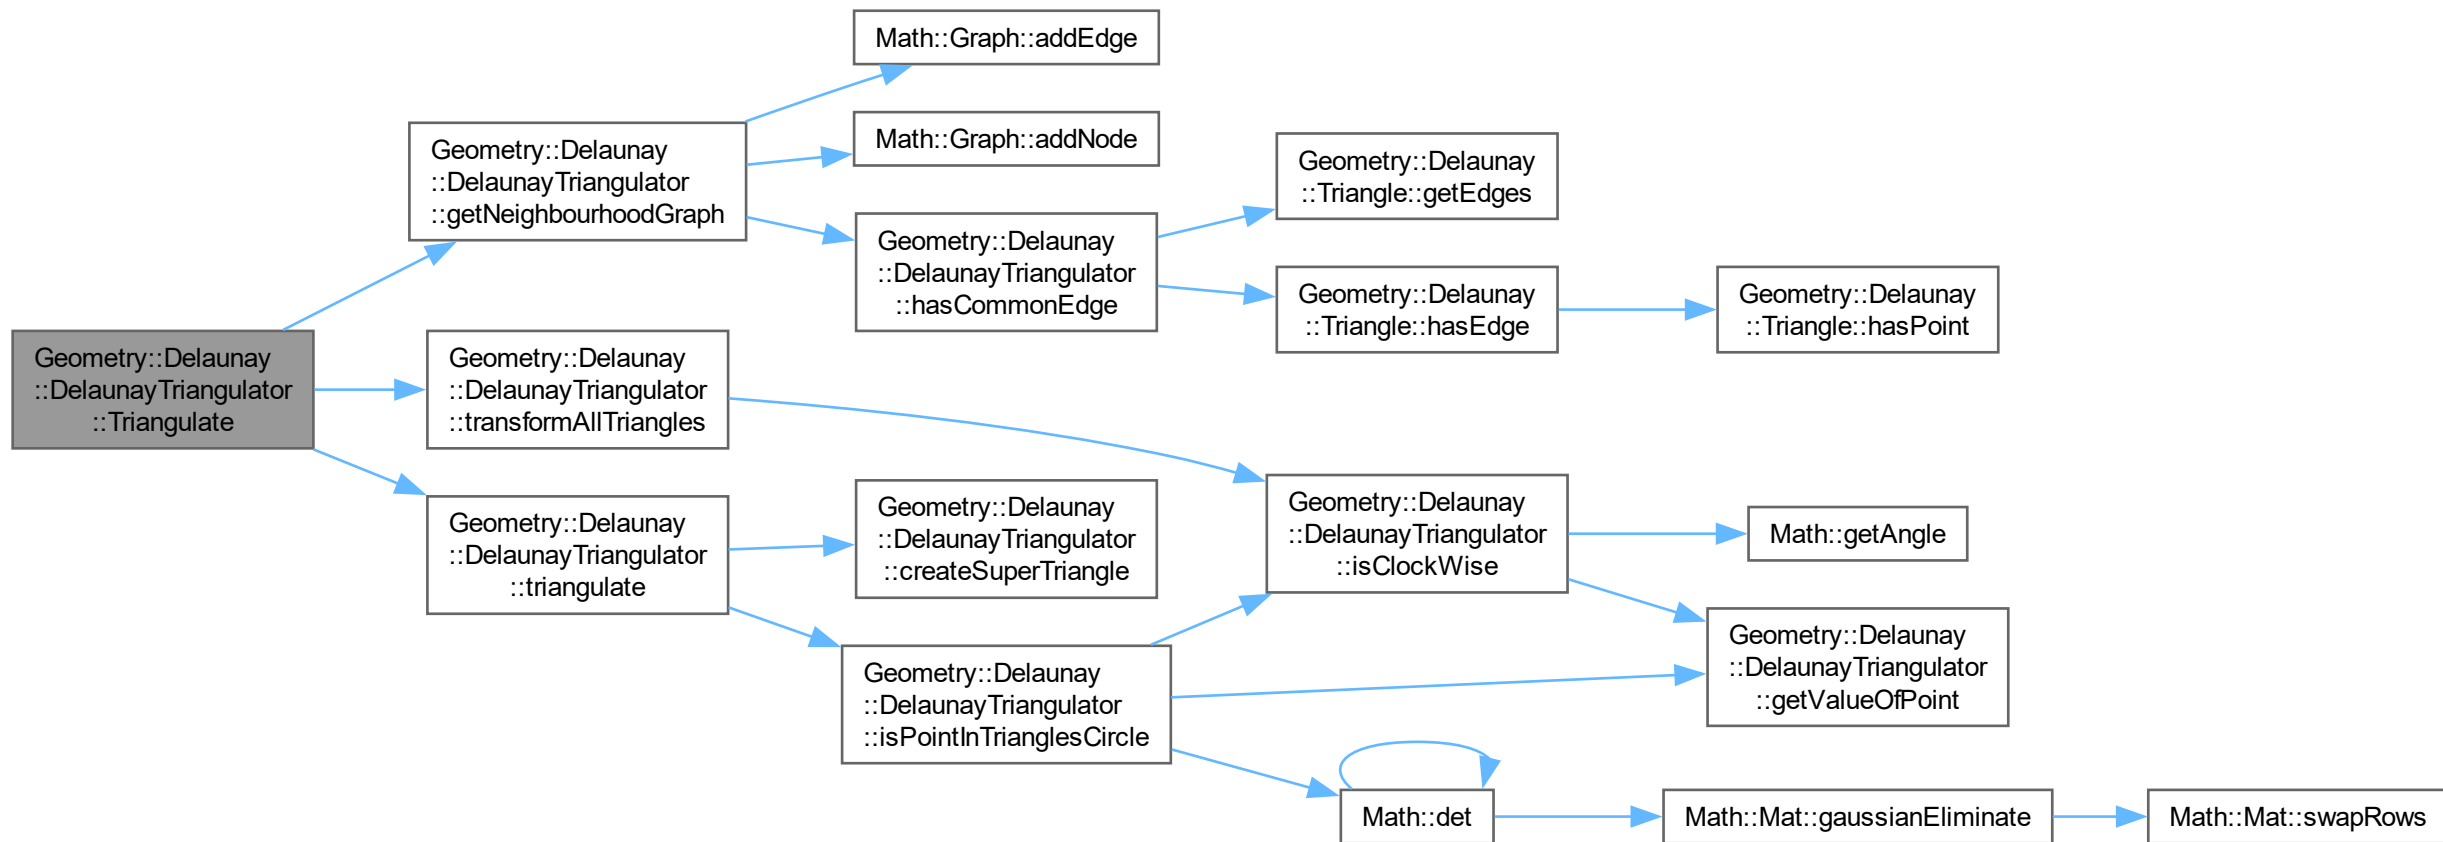 Geometry::Delaunay
::DelaunayTriangulator
::Triangulate
Geometry::Delaunay
::DelaunayTriangulator
::getNeighbourhoodGraph
Math::Graph::addEdge
Math::Graph::addNode
Geometry::Delaunay
::DelaunayTriangulator
::hasCommonEdge
Geometry::Delaunay
::Triangle::getEdges
Geometry::Delaunay
::Triangle::hasEdge
Geometry::Delaunay
::Triangle::hasPoint
Geometry::Delaunay
::DelaunayTriangulator
::transformAllTriangles
Geometry::Delaunay
::DelaunayTriangulator
::isClockWise
Math::getAngle
Geometry::Delaunay
::DelaunayTriangulator
::getValueOfPoint
Geometry::Delaunay
::DelaunayTriangulator
::triangulate
Geometry::Delaunay
::DelaunayTriangulator
::createSuperTriangle
Geometry::Delaunay
::DelaunayTriangulator
::isPointInTrianglesCircle
Math::det
Math::Mat::gaussianEliminate
Math::Mat::swapRows